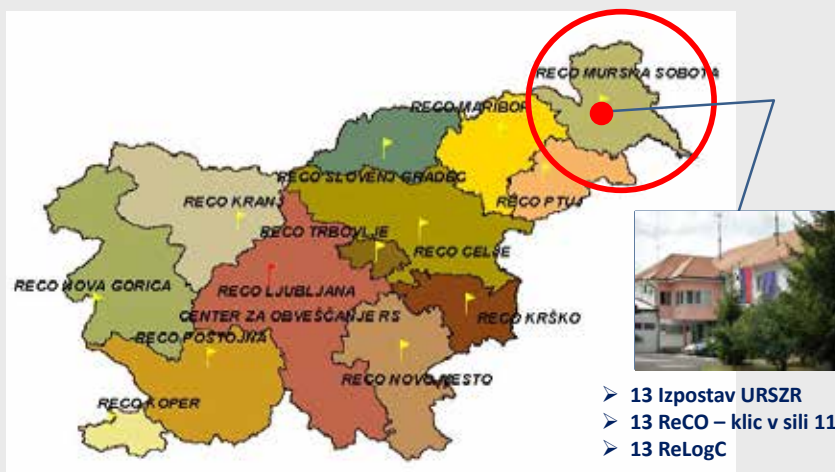 RECO MURSKA SOBOTA
RECO MARIBOR
RECO SLOVENJ GRADEC
RECO PTUJ
RECO KRANJ
RECO TRBOVLJE
RECO CELJE
RECO NOVA GORICA
RECO LJUBLJANA
CENTER ZA OBVEŠČANJE RS
RECO KRŠKO
RECO POSTOJNA
RECO NOVO MESTO
RECO KOPER
➢ 13 Izpostav URSZR
➢ 13 ReCO – klic v sili 11
➢ 13 ReLogC